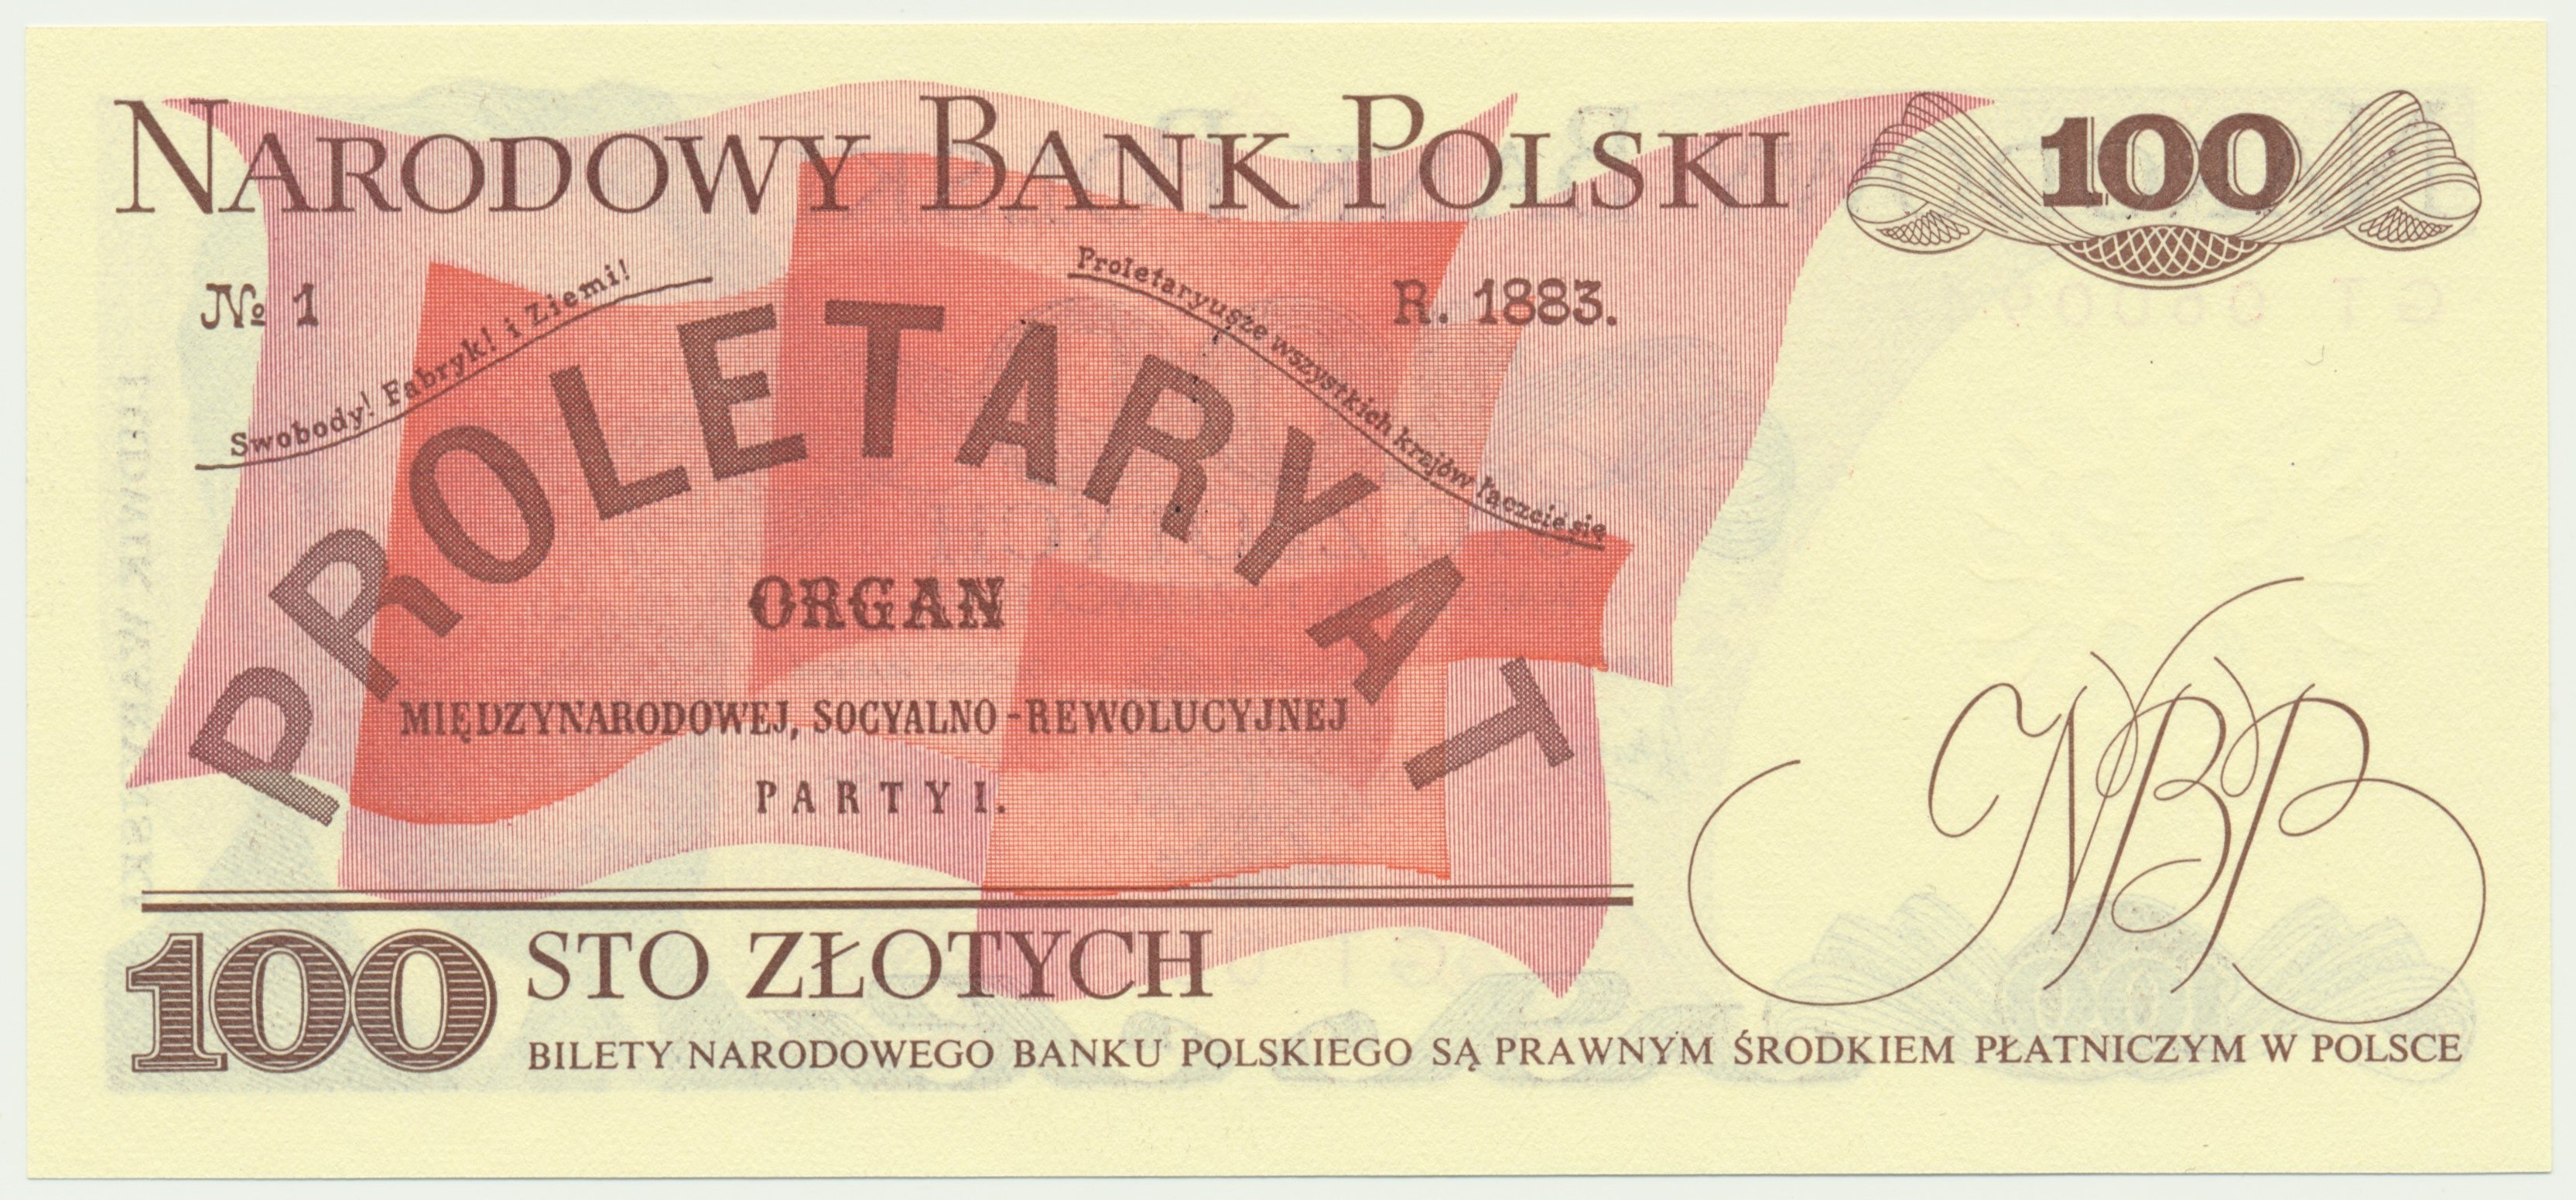 NARODOWY BANK POLSKI
100
№ 1
R. 1883.
Swobody! Fabryk! i Ziemi!
Proletaryusze wszystkich krajów łączcie się
PROLETARYAT
ORGAN
MIĘDZYNARODOWEJ, SOCYALNO-REWOLUCYJNEJ
PARTYI.
NBP
100 STO ZŁOTYCH
BILETY NARODOWEGO BANKU POLSKIEGO SĄ PRAWNYM ŚRODKIEM PŁATNICZYM W POLSCE